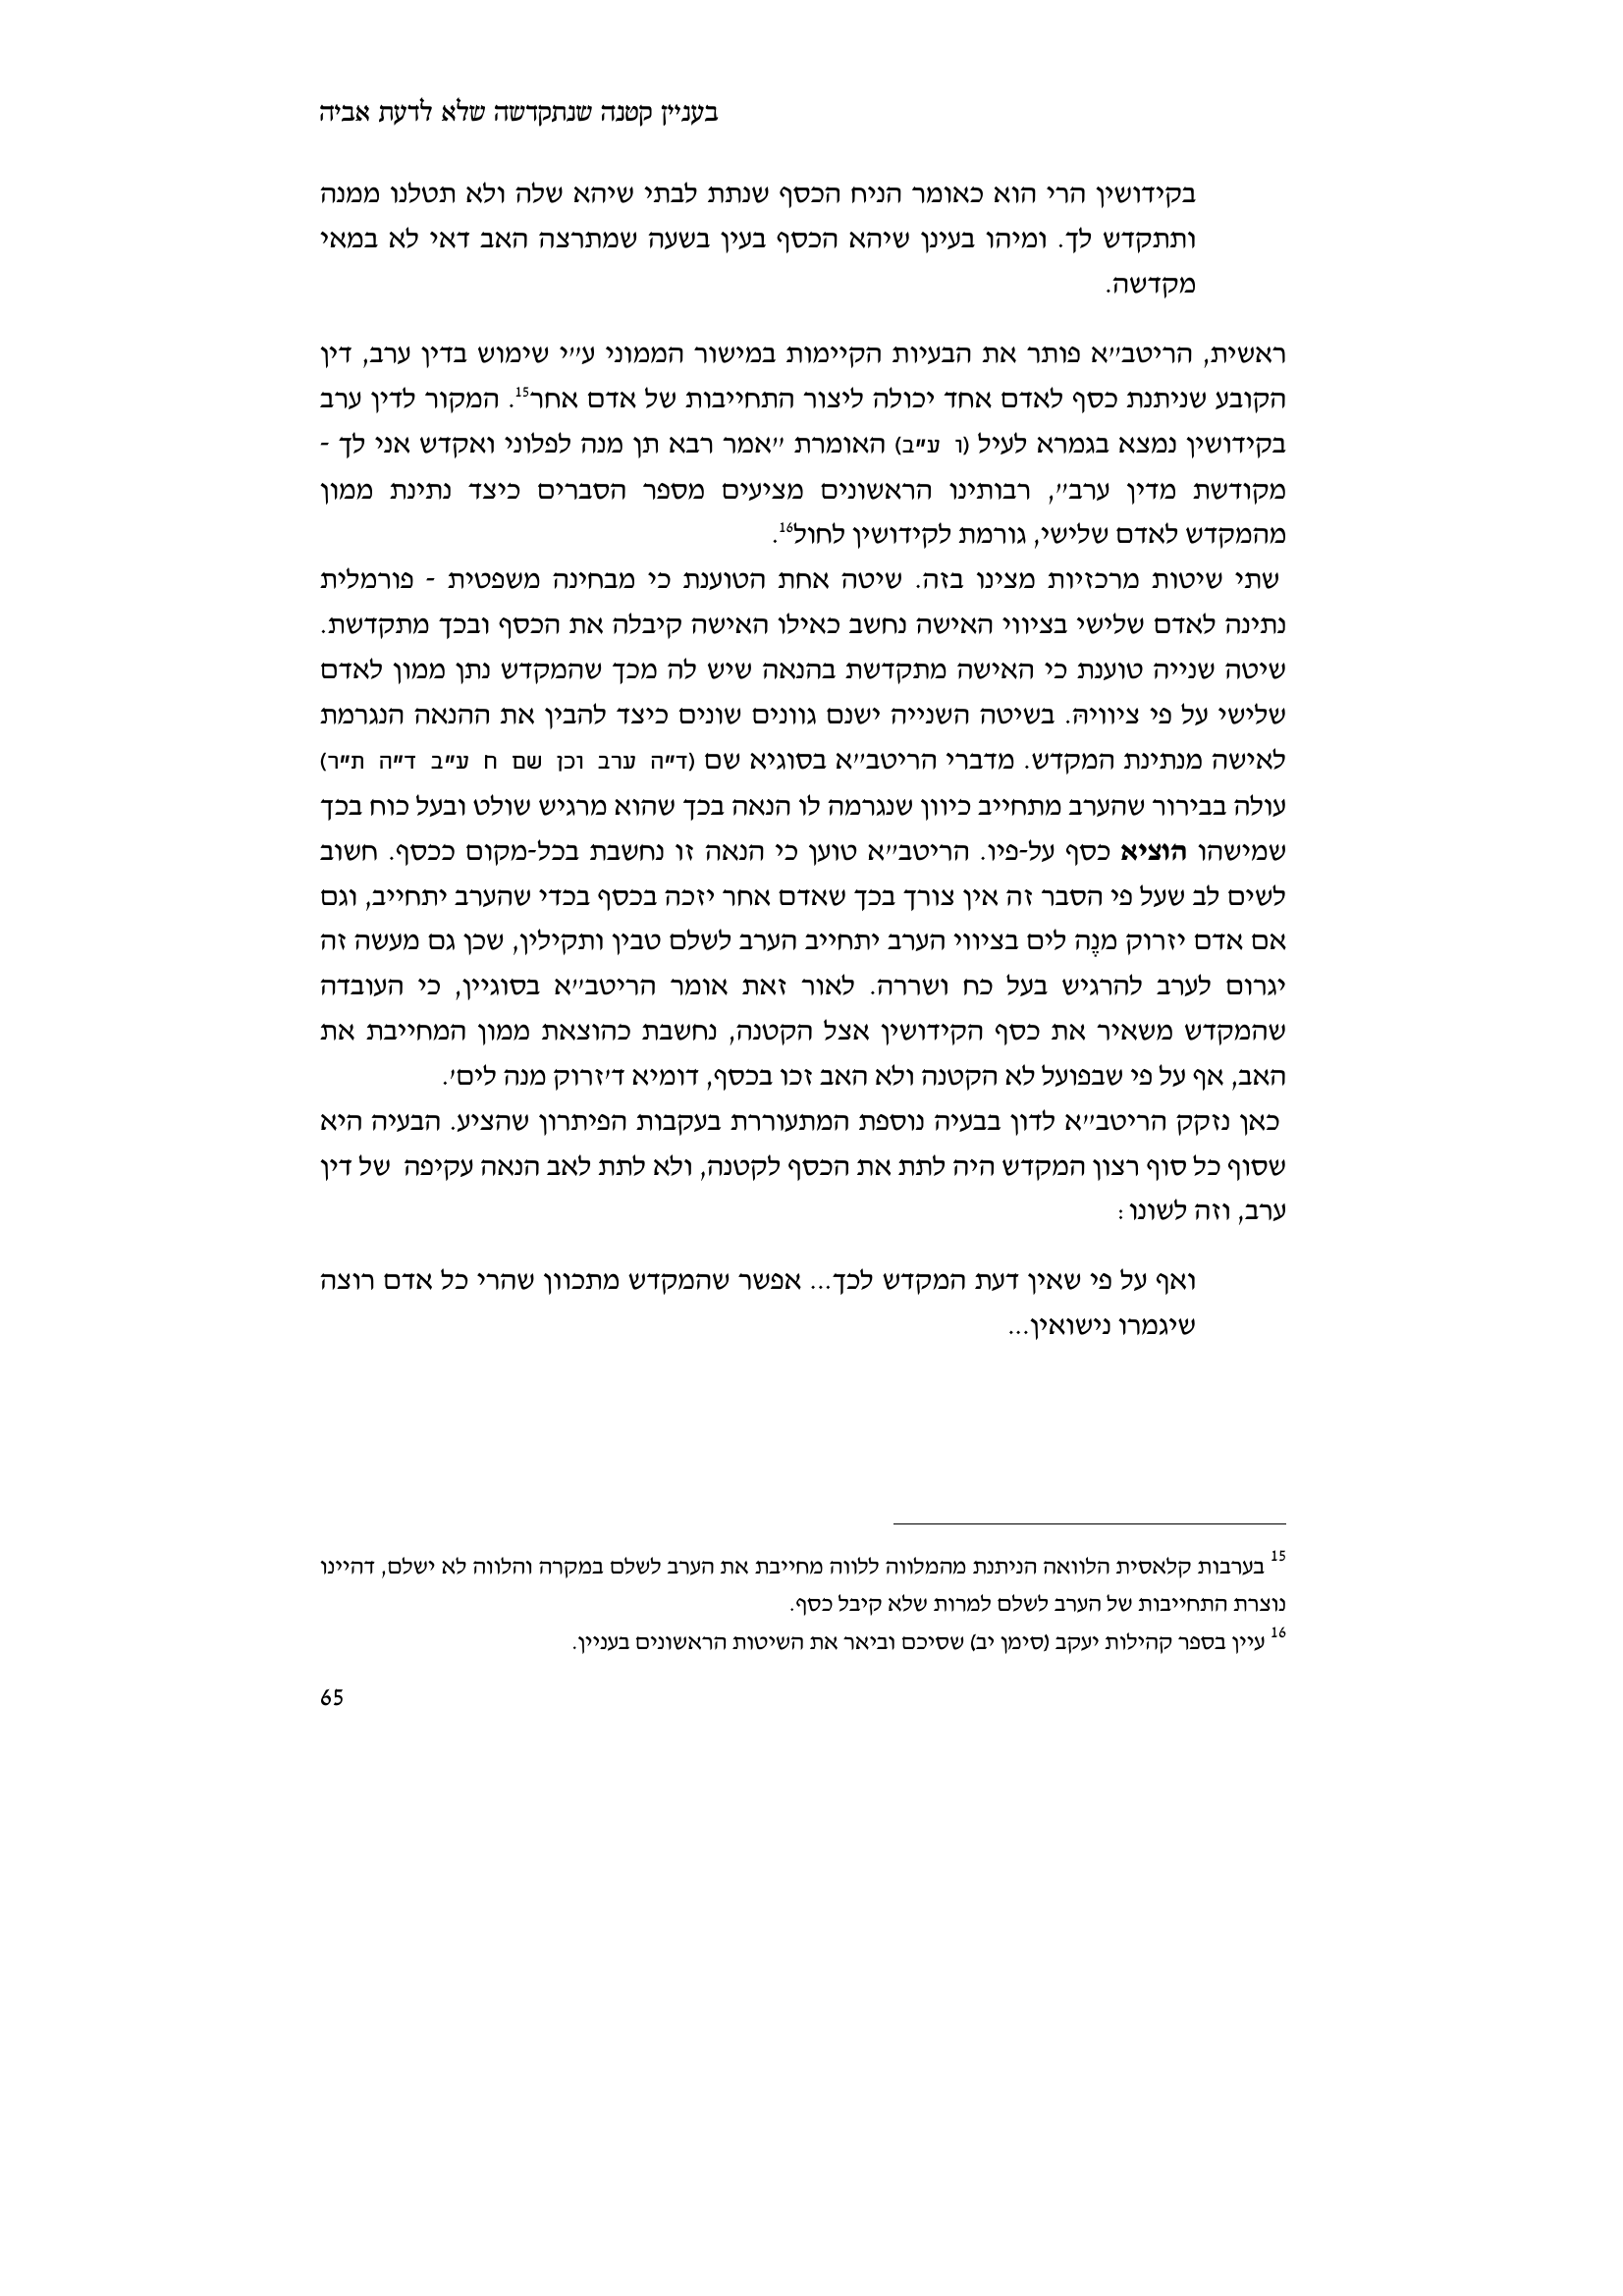 בעניין קטנה שנתקדשה שלא לדעת אביה
בקידושין הרי הוא כאומר הניח הכסף שנתת לבתי שיהא שלה ולא תטלנו ממנה
ותתקדש לך. ומיהו בעינן שיהא הכסף בעין בשעה שמתרצה האב דאי לא במאי
מקדשה.
ראשית, הריטב״א פותר את הבעיות הקיימות במישור הממוני ע״י שימוש בדין ערב, דין
הקובע שניתנת כסף לאדם אחד יכולה ליצור התחייבות של אדם אחר15. המקור לדין ערב
בקידושין נמצא בגמרא לעיל (ו ע״ב) האומרת ״אמר רבא תן מנה לפלוני ואקדש אני לך -
מקודשת מדין ערב״, רבותינו הראשונים מציעים מספר הסברים כיצד נתינת ממון
מהמקדש לאדם שלישי, גורמת לקידושין לחול16.
שתי שיטות מרכזיות מצינו בזה. שיטה אחת הטוענת כי מבחינה משפטית - פורמלית
נתינה לאדם שלישי בציווי האישה נחשב כאילו האישה קיבלה את הכסף ובכך מתקדשת.
שיטה שנייה טוענת כי האישה מתקדשת בהנאה שיש לה מכך שהמקדש נתן ממון לאדם
שלישי על פי ציוויהּ. בשיטה השנייה ישנם גוונים שונים כיצד להבין את ההנאה הנגרמת
לאישה מנתינת המקדש. מדברי הריטב״א בסוגיא שם (ד״ה ערב וכן שם ח ע״ב ד״ה ת״ר)
עולה בבירור שהערב מתחייב כיוון שנגרמה לו הנאה בכך שהוא מרגיש שולט ובעל כוח בכך
שמישהו הוציא כסף על-פיו. הריטב״א טוען כי הנאה זו נחשבת בכל-מקום ככסף. חשוב
לשים לב שעל פי הסבר זה אין צורך בכך שאדם אחר יזכה בכסף בכדי שהערב יתחייב, וגם
אם אדם יזרוק מנֶה לים בציווי הערב יתחייב הערב לשלם טבין ותקילין, שכן גם מעשה זה
יגרום לערב להרגיש בעל כח ושררה. לאור זאת אומר הריטב״א בסוגיין, כי העובדה
שהמקדש משאיר את כסף הקידושין אצל הקטנה, נחשבת כהוצאת ממון המחייבת את
האב, אף על פי שבפועל לא הקטנה ולא האב זכו בכסף, דומיא ד׳זרוק מנה לים׳.
כאן נזקק הריטב״א לדון בבעיה נוספת המתעוררת בעקבות הפיתרון שהציע. הבעיה היא
שסוף כל סוף רצון המקדש היה לתת את הכסף לקטנה, ולא לתת לאב הנאה עקיפה של דין
ערב, וזה לשונו:
ואף על פי שאין דעת המקדש לכך... אפשר שהמקדש מתכוון שהרי כל אדם רוצה
שיגמרו נישואין...
15 בערבות קלאסית הלוואה הניתנת מהמלווה ללווה מחייבת את הערב לשלם במקרה והלווה לא ישלם, דהיינו
נוצרת התחייבות של הערב לשלם למרות שלא קיבל כסף.
16 עיין בספר קהילות יעקב (סימן יב) שסיכם וביאר את השיטות הראשונים בעניין.
65